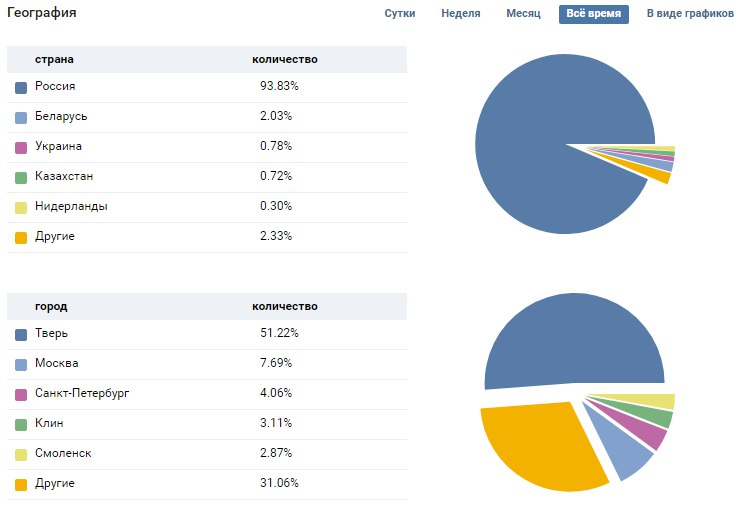 География Сутки Неделя Месяц Всё время В виде графиков
страна количество
Россия 93.83%
Беларусь 2.03%
Украина 0.78%
Казахстан 0.72%
Нидерланды 0.30%
Другие 2.33%
город количество
Тверь 51.22%
Москва 7.69%
Санкт-Петербург 4.06%
Клин 3.11%
Смоленск 2.87%
Другие 31.06%